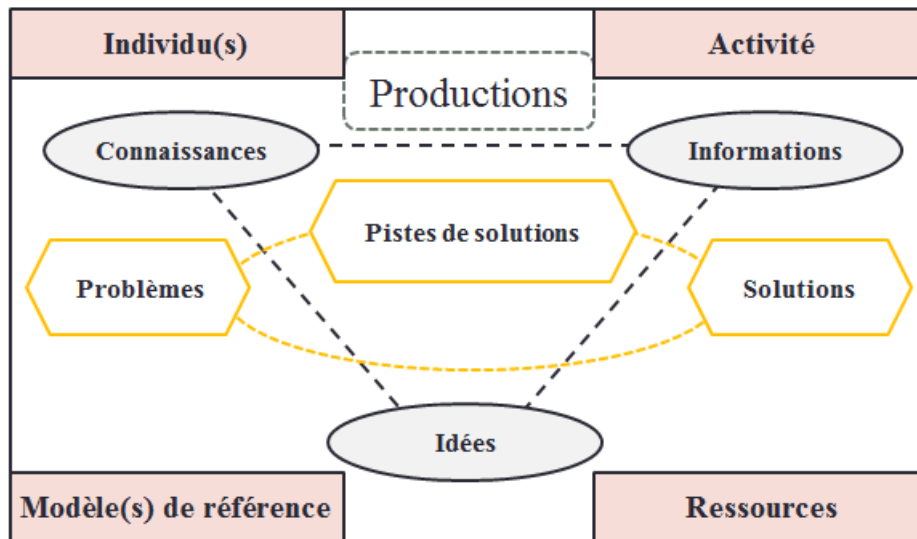 Individu(s)
Activité
Productions
Connaissances
Informations
Pistes de solutions
Problèmes
Solutions
Idées
Modèle(s) de référence
Ressources